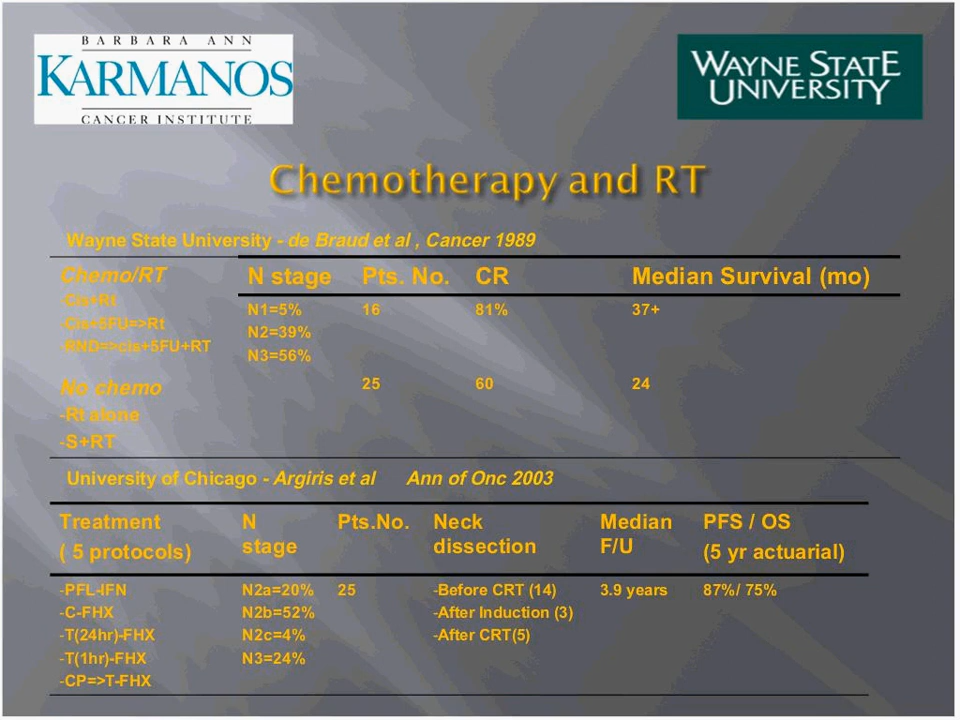 BARBARA ANN
KARMANOS
CANCER INSTITUTE
WAYNE STATE
UNIVERSITY
Chemotherapy and RT
Wayne State University - de Braud et al , Cancer 1989
Chemo/RT N stage Pts. No. CR Median Survival (mo)
-Cis+Rt N1=5% 16 81% 37+
-Cis+5FU=>Rt N2=39%
-RND=>cis+5FU+RT N3=56%
No chemo 25 60 24
-Rt alone
-S+RT
University of Chicago - Argiris et al Ann of Onc 2003
Treatment N Pts.No. Neck Median PFS / OS
( 5 protocols) stage dissection F/U (5 yr actuarial)
-PFL-IFN N2a=20% 25 -Before CRT (14) 3.9 years 87%/ 75%
-C-FHX N2b=52% -After Induction (3)
-T(24hr)-FHX N2c=4% -After CRT(5)
-T(1hr)-FHX N3=24%
-CP=>T-FHX